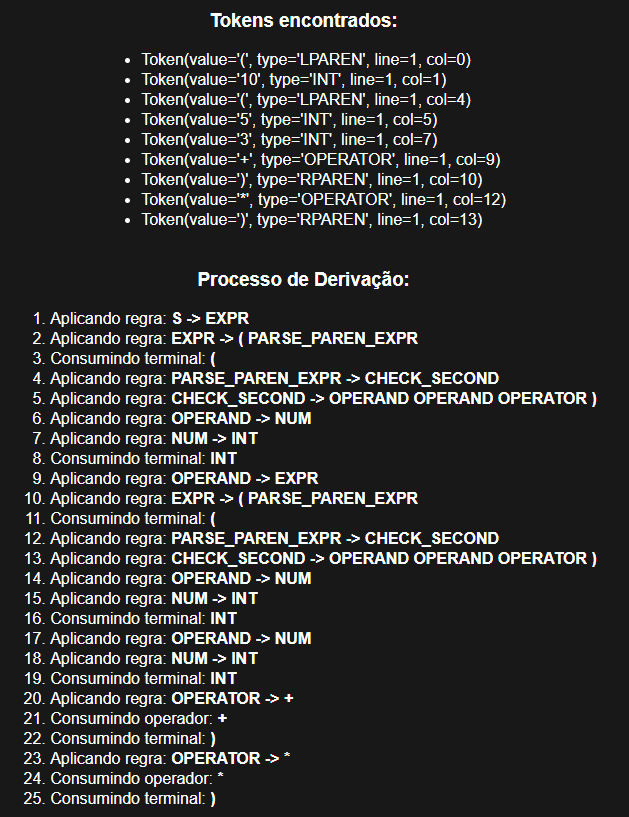 Tokens encontrados:
• Token(value='(', type='LPAREN', line=1, col=0)
• Token(value='10', type='INT', line=1, col=1)
• Token(value='(', type='LPAREN', line=1, col=4)
• Token(value='5', type='INT', line=1, col=5)
• Token(value='3', type='INT', line=1, col=7)
• Token(value='+', type='OPERATOR', line=1, col=9)
• Token(value=')', type='RPAREN', line=1, col=10)
• Token(value='*', type='OPERATOR', line=1, col=12)
• Token(value=')', type='RPAREN', line=1, col=13)
Processo de Derivação:
1. Aplicando regra: S -> EXPR
2. Aplicando regra: EXPR -> ( PARSE_PAREN_EXPR
3. Consumindo terminal: (
4. Aplicando regra: PARSE_PAREN_EXPR -> CHECK_SECOND
5. Aplicando regra: CHECK_SECOND -> OPERAND OPERAND OPERATOR )
6. Aplicando regra: OPERAND -> NUM
7. Aplicando regra: NUM -> INT
8. Consumindo terminal: INT
9. Aplicando regra: OPERAND -> EXPR
10. Aplicando regra: EXPR -> ( PARSE_PAREN_EXPR
11. Consumindo terminal: (
12. Aplicando regra: PARSE_PAREN_EXPR -> CHECK_SECOND
13. Aplicando regra: CHECK_SECOND -> OPERAND OPERAND OPERATOR )
14. Aplicando regra: OPERAND -> NUM
15. Aplicando regra: NUM -> INT
16. Consumindo terminal: INT
17. Aplicando regra: OPERAND -> NUM
18. Aplicando regra: NUM -> INT
19. Consumindo terminal: INT
20. Aplicando regra: OPERATOR -> +
21. Consumindo operador: +
22. Consumindo terminal: )
23. Aplicando regra: OPERATOR -> *
24. Consumindo operador: *
25. Consumindo terminal: )